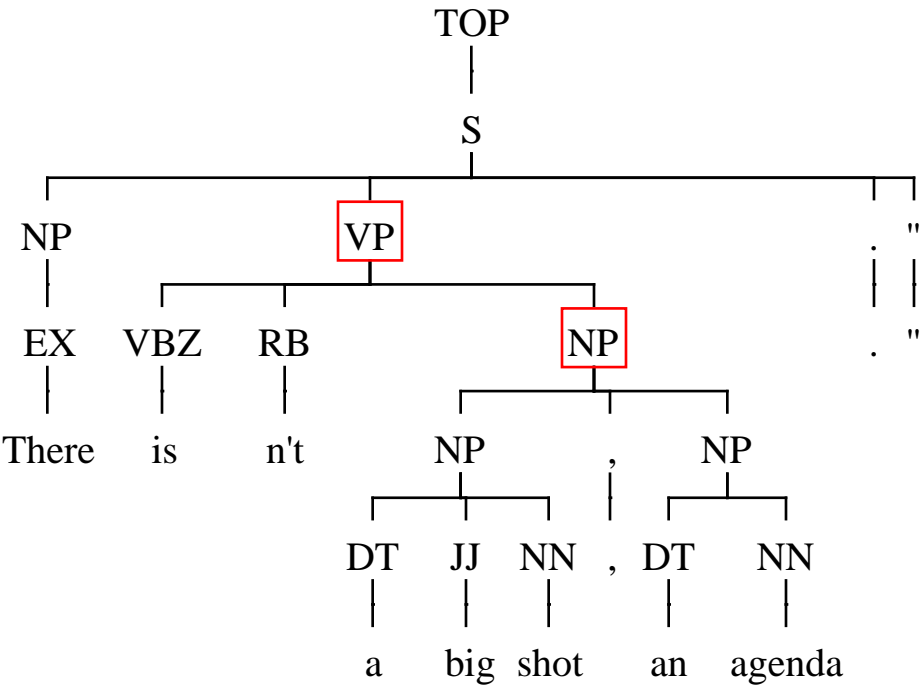 TOP
S
NP VP . "
EX VBZ RB NP . "
There is n't NP , NP
DT JJ NN , DT NN
a big shot an agenda